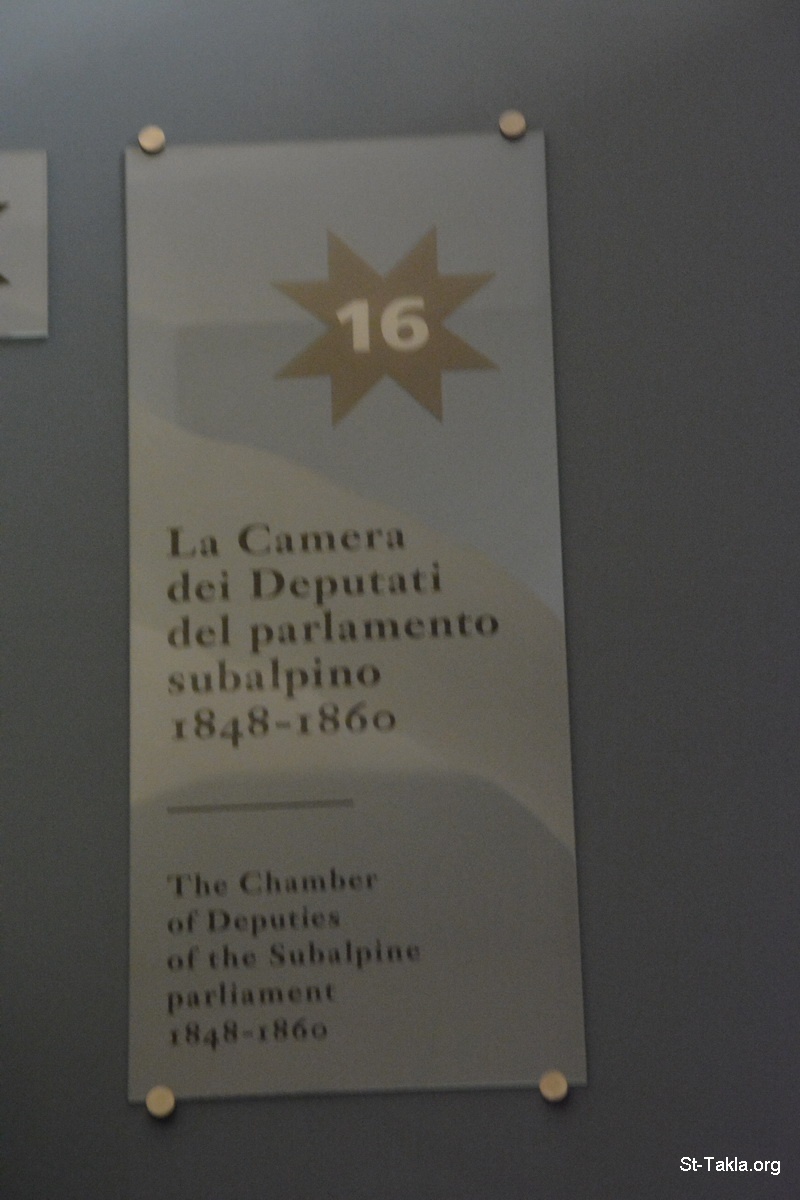 16
La Camera
dei Deputati
del parlamento
subalpino
1848-1860
The Chamber
of Deputies
of the Subalpine
parliament
1848-1860
St-Takla.org